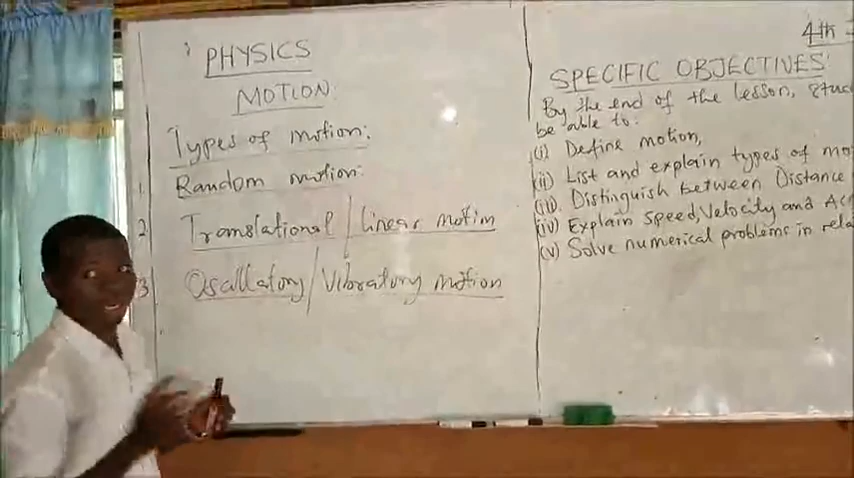 PHYSICS
MOTION
Types of motion:
1 Random motion:
2 Translational / linear motion
3 Oscallatory / Vibratory motion
4th
SPECIFIC OBJECTIVES:
By the end of the lesson,
be able to:
(i) Define motion,
(ii) List and explain types of
(iii) Distinguish between Distance
(iv) Explain speed, Velocity and
(v) Solve numerical problems in